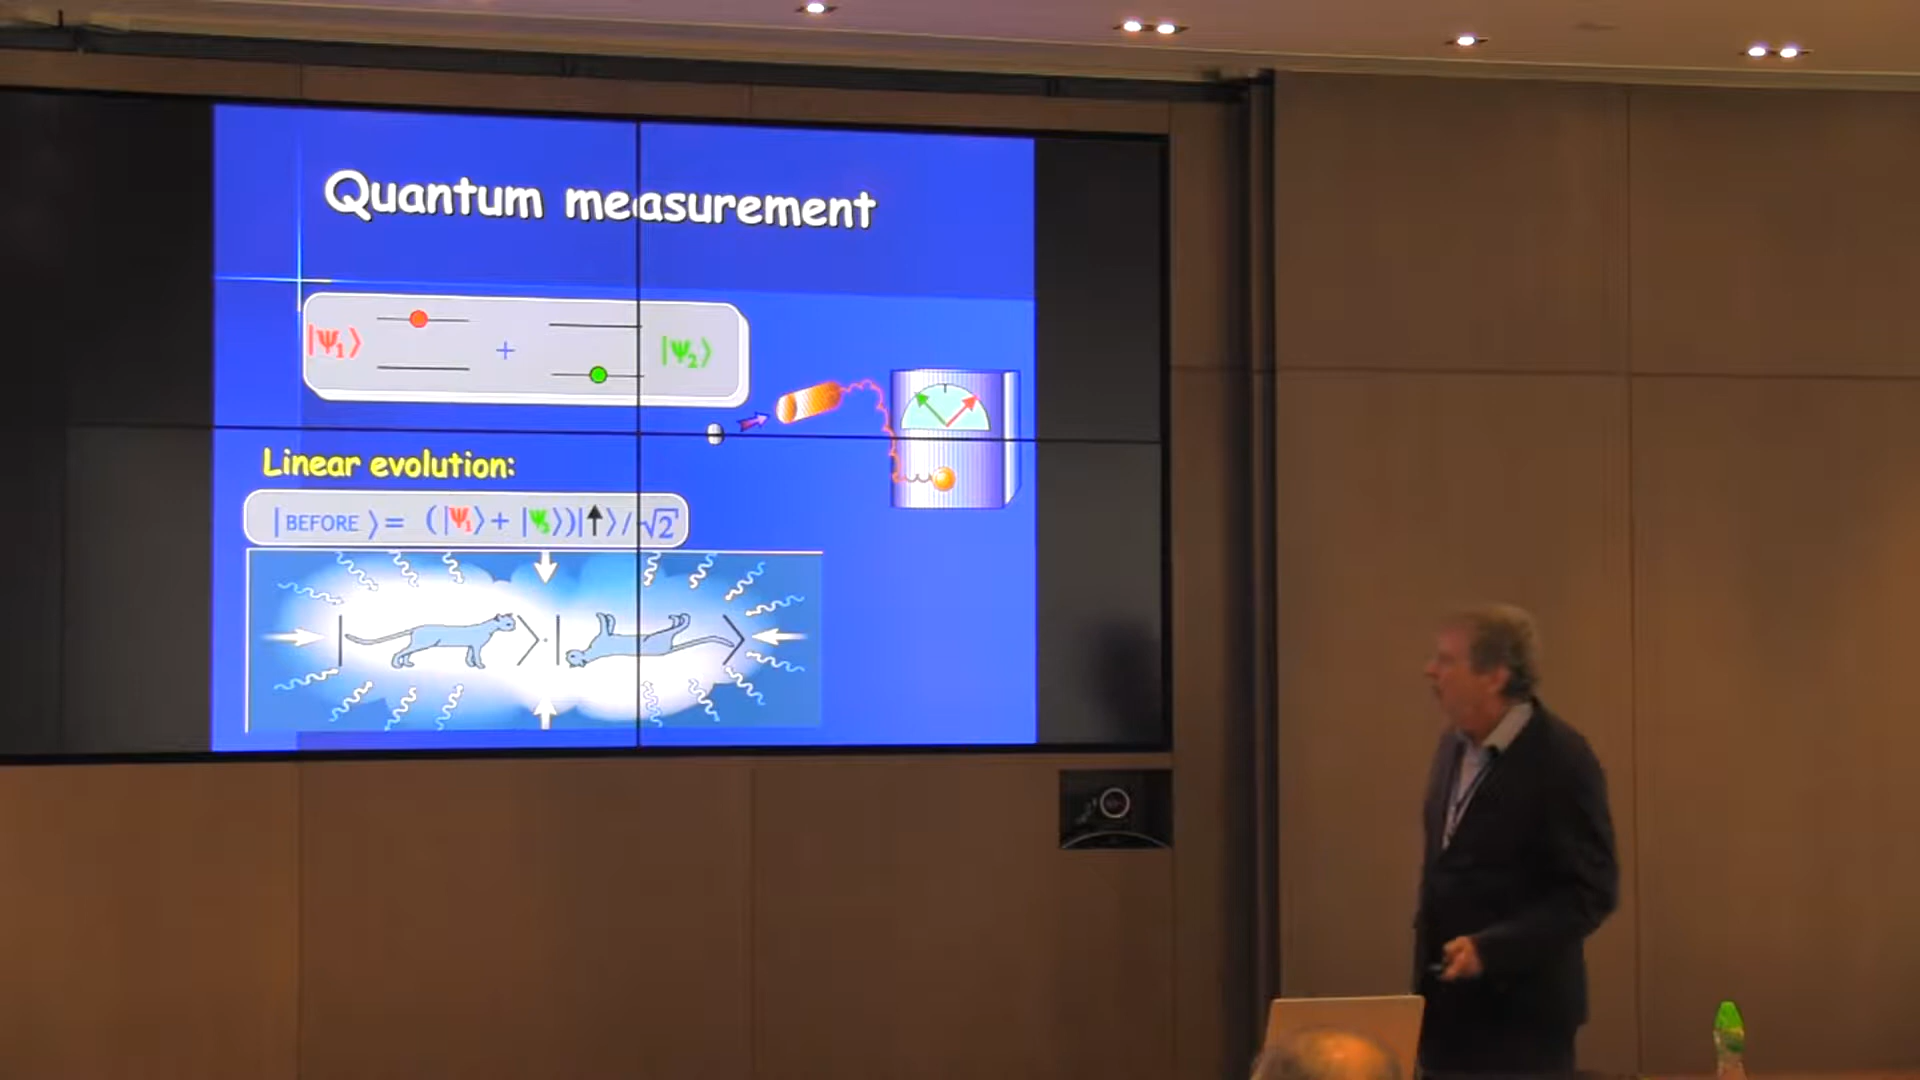 Quantum measurement
|Ψ₁⟩ + |Ψ₂⟩
Linear evolution:
|BEFORE⟩= (|Ψ₁⟩+ |Ψ₂⟩)|↑⟩/√2